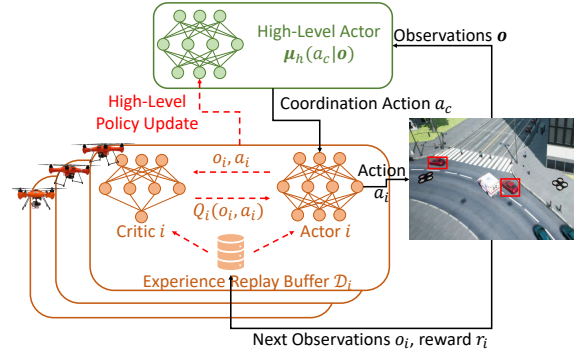 High-Level Actor
μ_h(a_c|o)
Observations o
High-Level
Policy Update
Coordination Action a_c
o_i, a_i
Action
a_i
Q_i(o_i, a_i)
Critic i
Actor i
Experience Replay Buffer 𝒟_i
Next Observations o_i, reward r_i